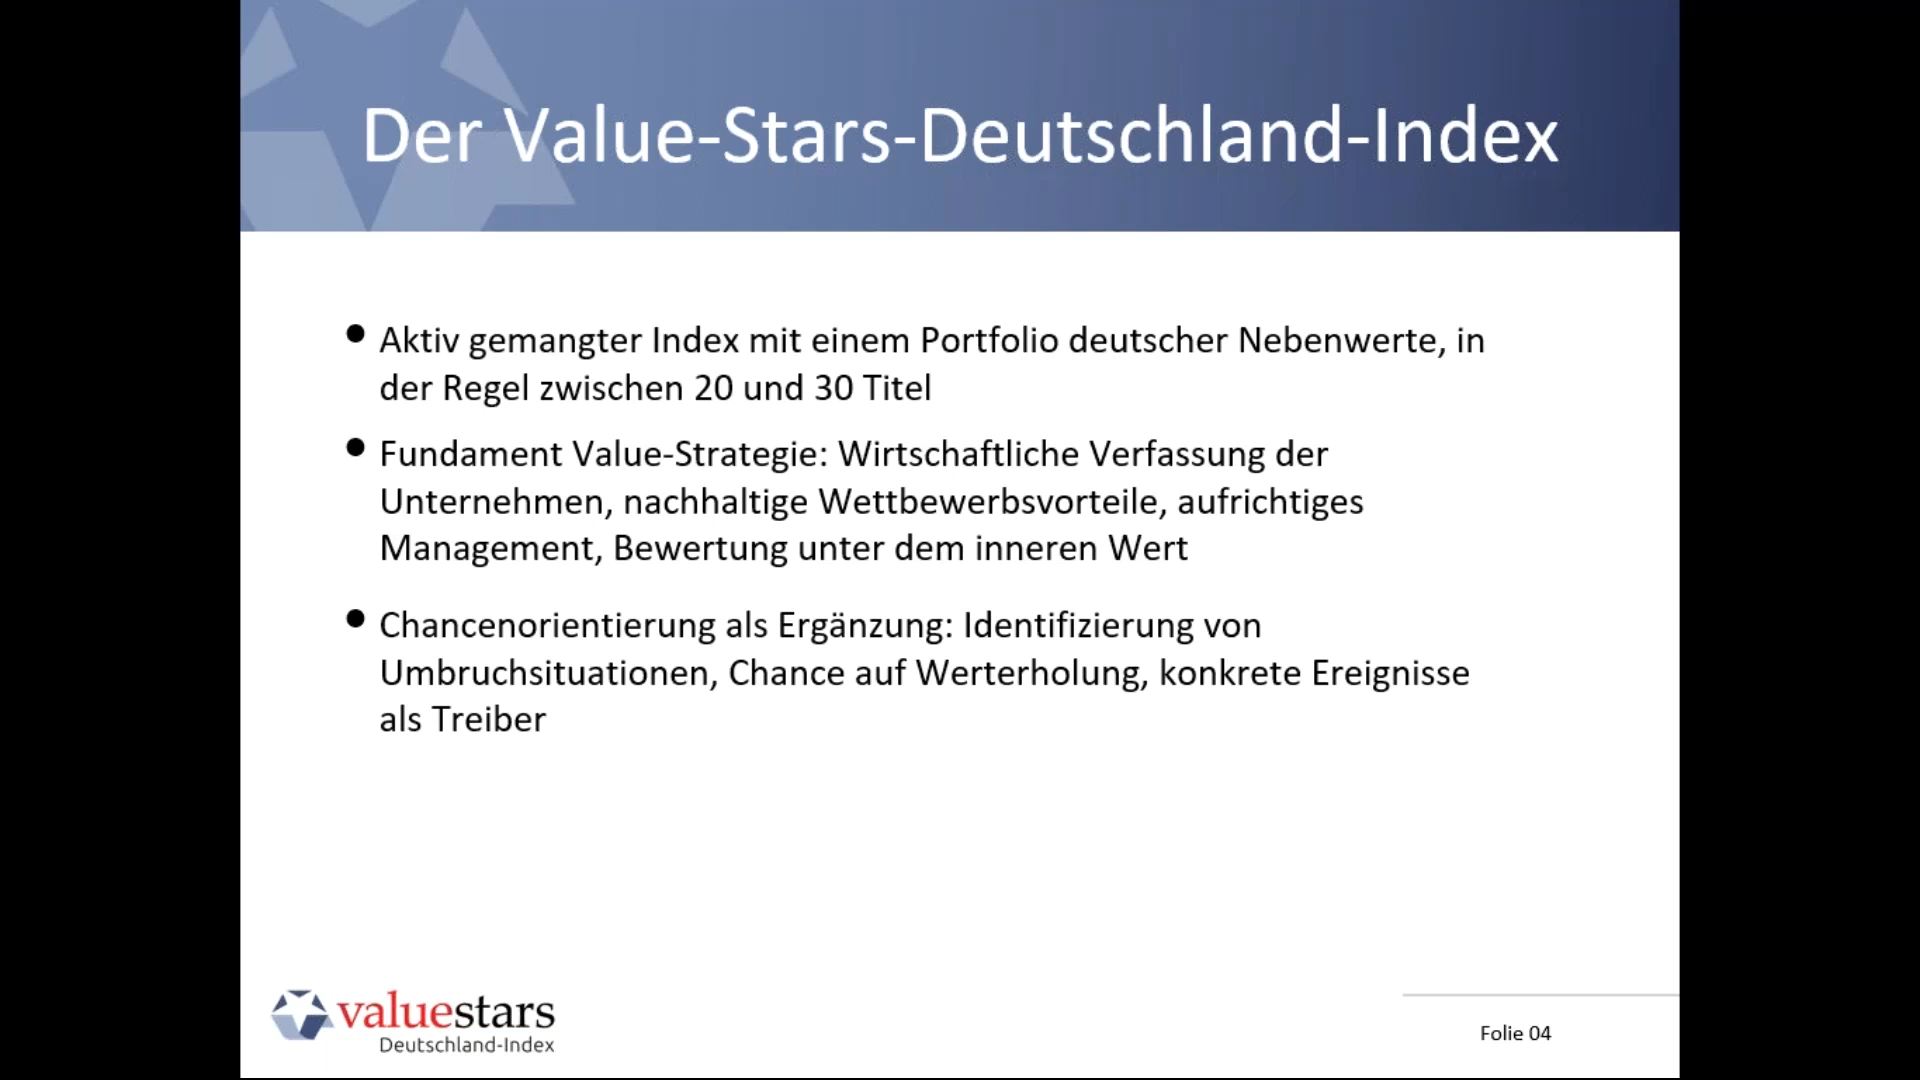 Der Value-Stars-Deutschland-Index
• Aktiv gemangter Index mit einem Portfolio deutscher Nebenwerte, in
der Regel zwischen 20 und 30 Titel
• Fundament Value-Strategie: Wirtschaftliche Verfassung der
Unternehmen, nachhaltige Wettbewerbsvorteile, aufrichtiges
Management, Bewertung unter dem inneren Wert
• Chancenorientierung als Ergänzung: Identifizierung von
Umbruchsituationen, Chance auf Werterholung, konkrete Ereignisse
als Treiber
valuestars
Deutschland-Index
Folie 04